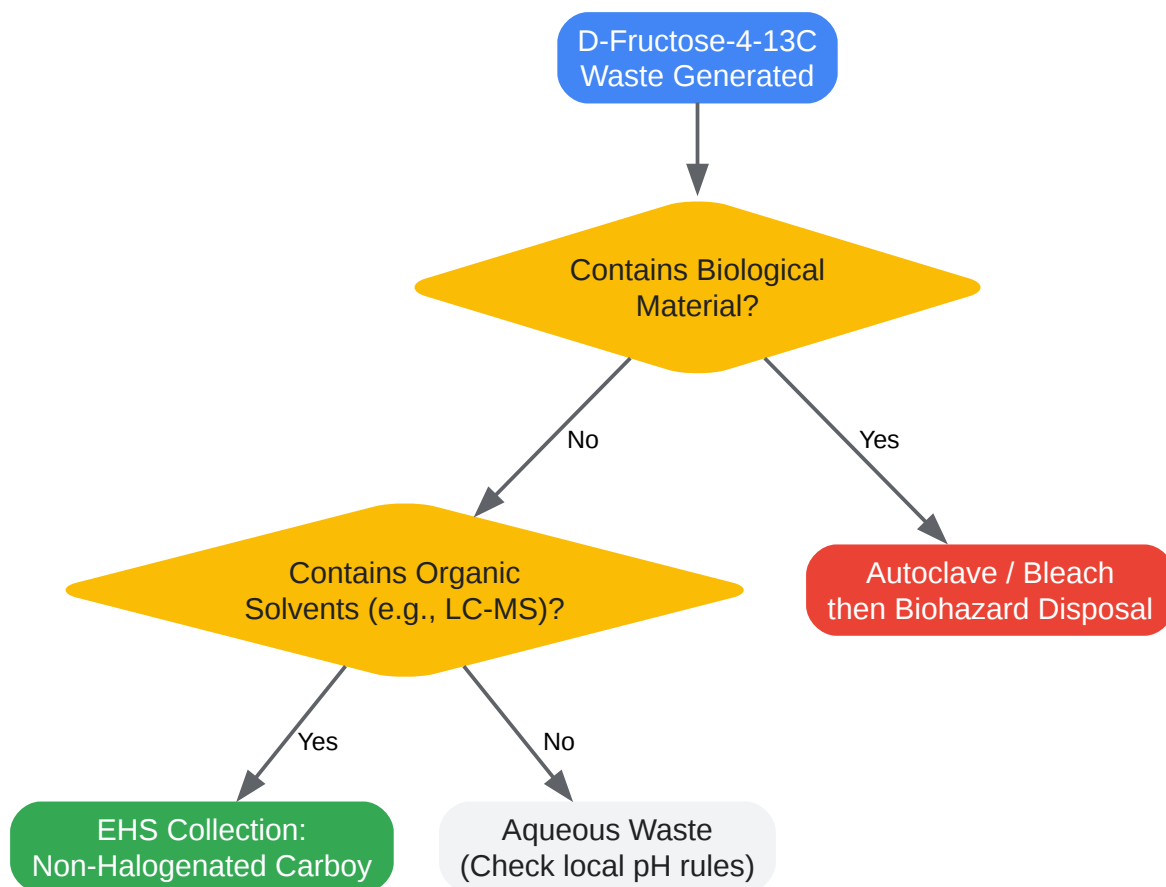 D-Fructose-4-13C
Waste Generated
Contains Biological
Material?
No
Yes
Contains Organic
Solvents (e.g., LC-MS)?
Autoclave / Bleach
then Biohazard Disposal
Yes
No
EHS Collection:
Non-Halogenated Carboy
Aqueous Waste
(Check local pH rules)